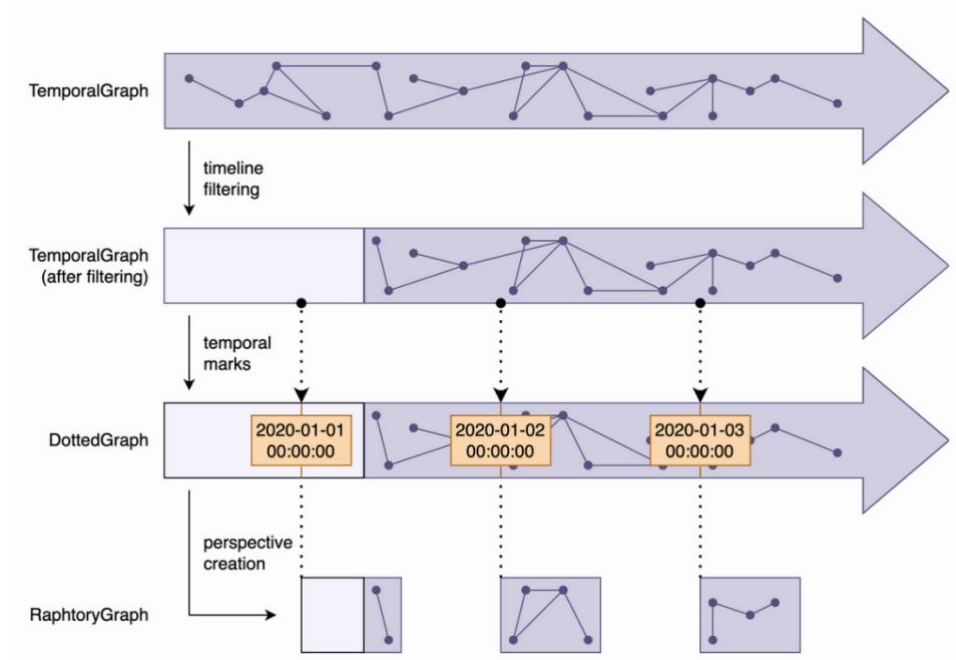 TemporalGraph
timeline
filtering
TemporalGraph
(after filtering)
temporal
marks
DottedGraph
2020-01-01
00:00:00
2020-01-02
00:00:00
2020-01-03
00:00:00
perspective
creation
RaphtoryGraph